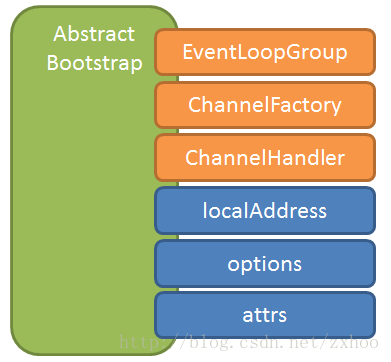 Abstract
Bootstrap
EventLoopGroup
ChannelFactory
ChannelHandler
localAddress
options
attrs
http://blog.csdn.net/zxhoo